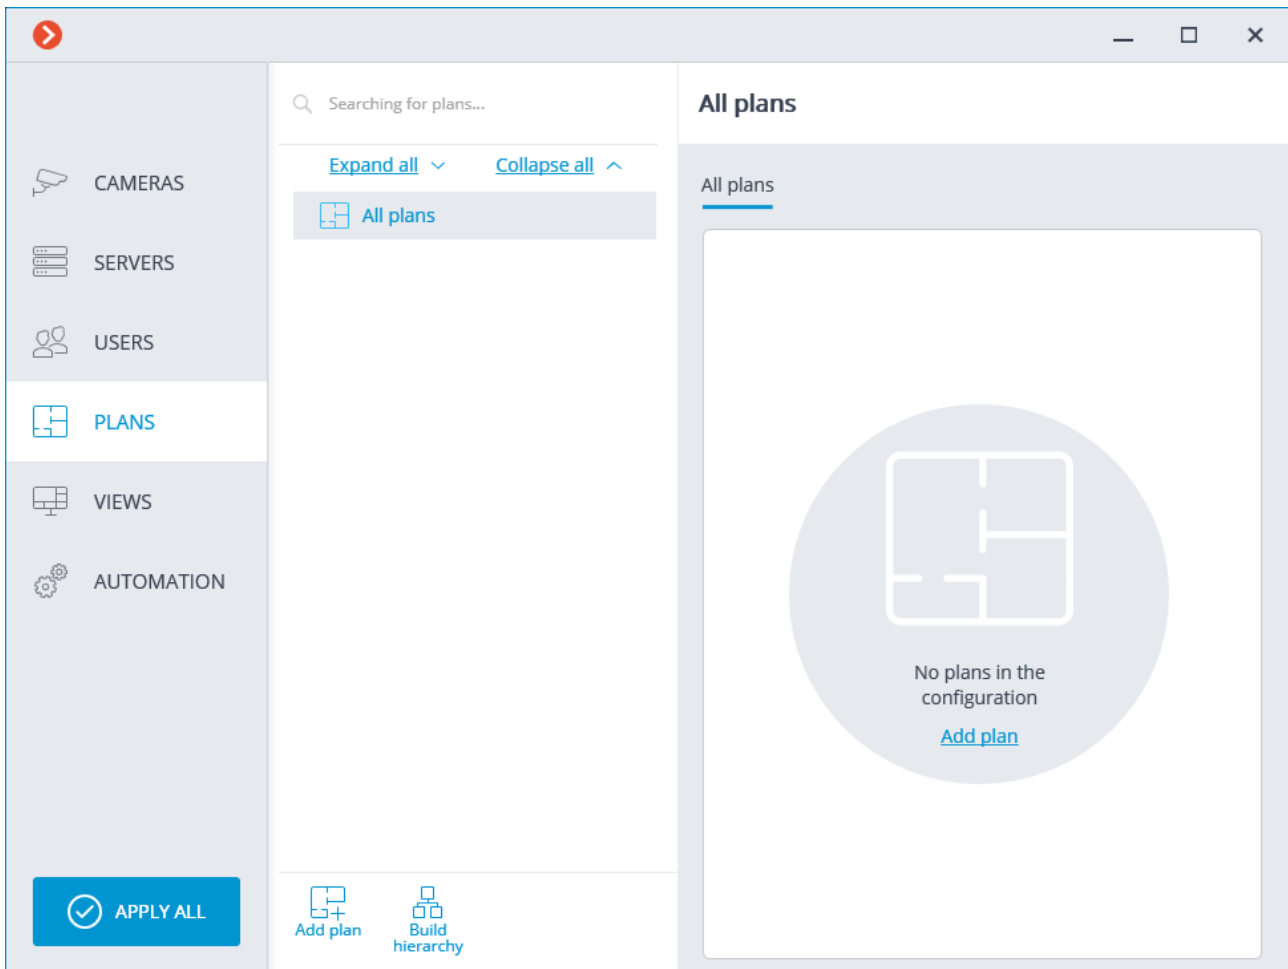 CAMERAS
SERVERS
USERS
PLANS
VIEWS
AUTOMATION
APPLY ALL
Searching for plans...
Expand all
Collapse all
All plans
Add plan
Build
hierarchy
All plans
All plans
No plans in the
configuration
Add plan